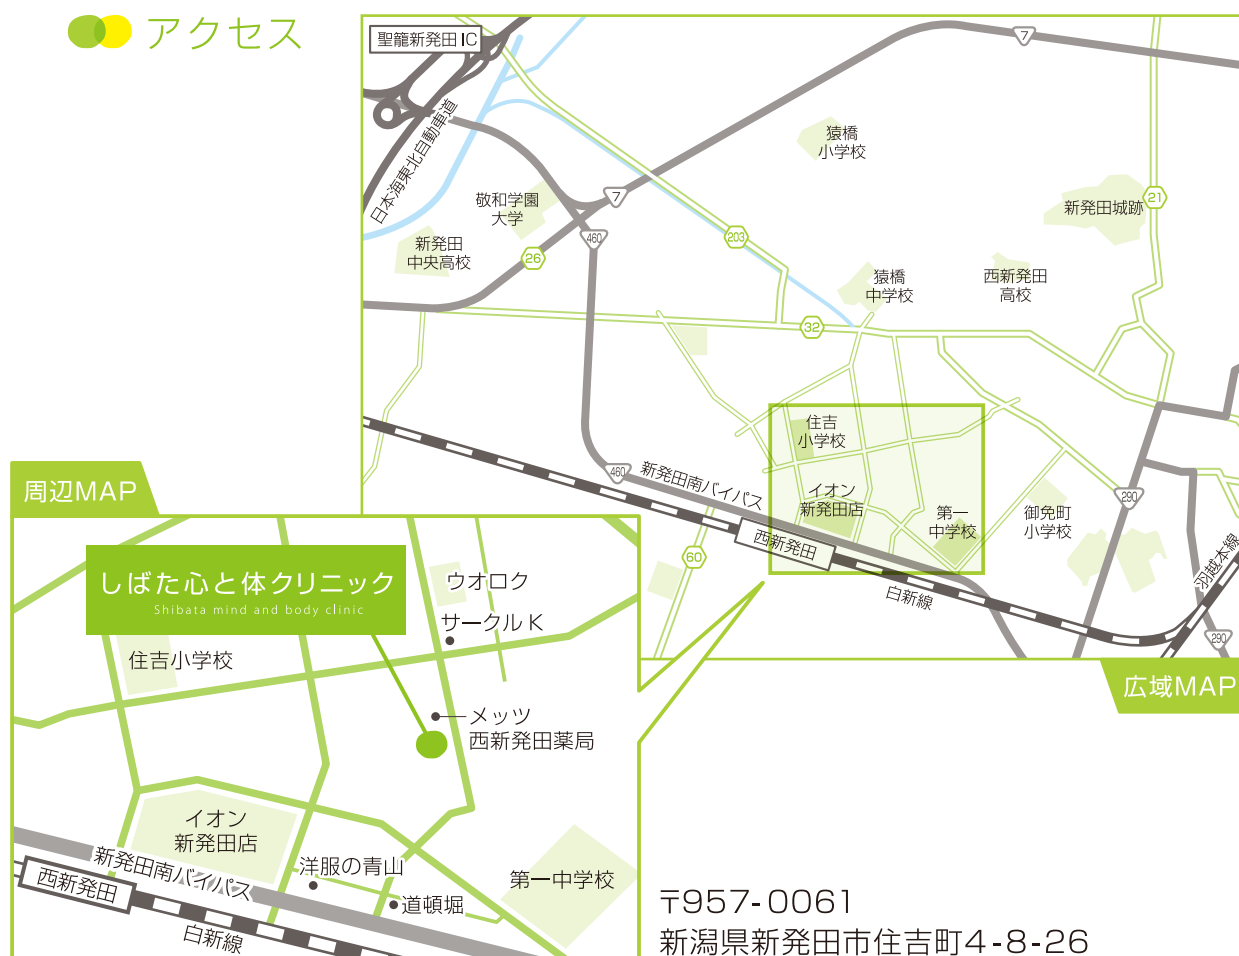 アクセス
聖籠新発田IC
日本海東北自動車道
7
7
猿橋
小学校
敬和学園
大学
新発田
中央高校
460
26
203
21
新発田城跡
猿橋
中学校
西新発田
高校
32
住吉
小学校
460
新発田南バイパス
イオン
新発田店
第一
中学校
御免町
小学校
290
60
西新発田
白新線
羽越本線
290
広域MAP
周辺MAP
しばた心と体クリニック
Shibata mind and body clinic
ウオロク
サークルK
住吉小学校
メッツ
西新発田薬局
イオン
新発田店
新発田南バイパス
洋服の青山
西新発田
道頓堀
第一中学校
白新線
〒957-0061
新潟県新発田市住吉町4-8-26